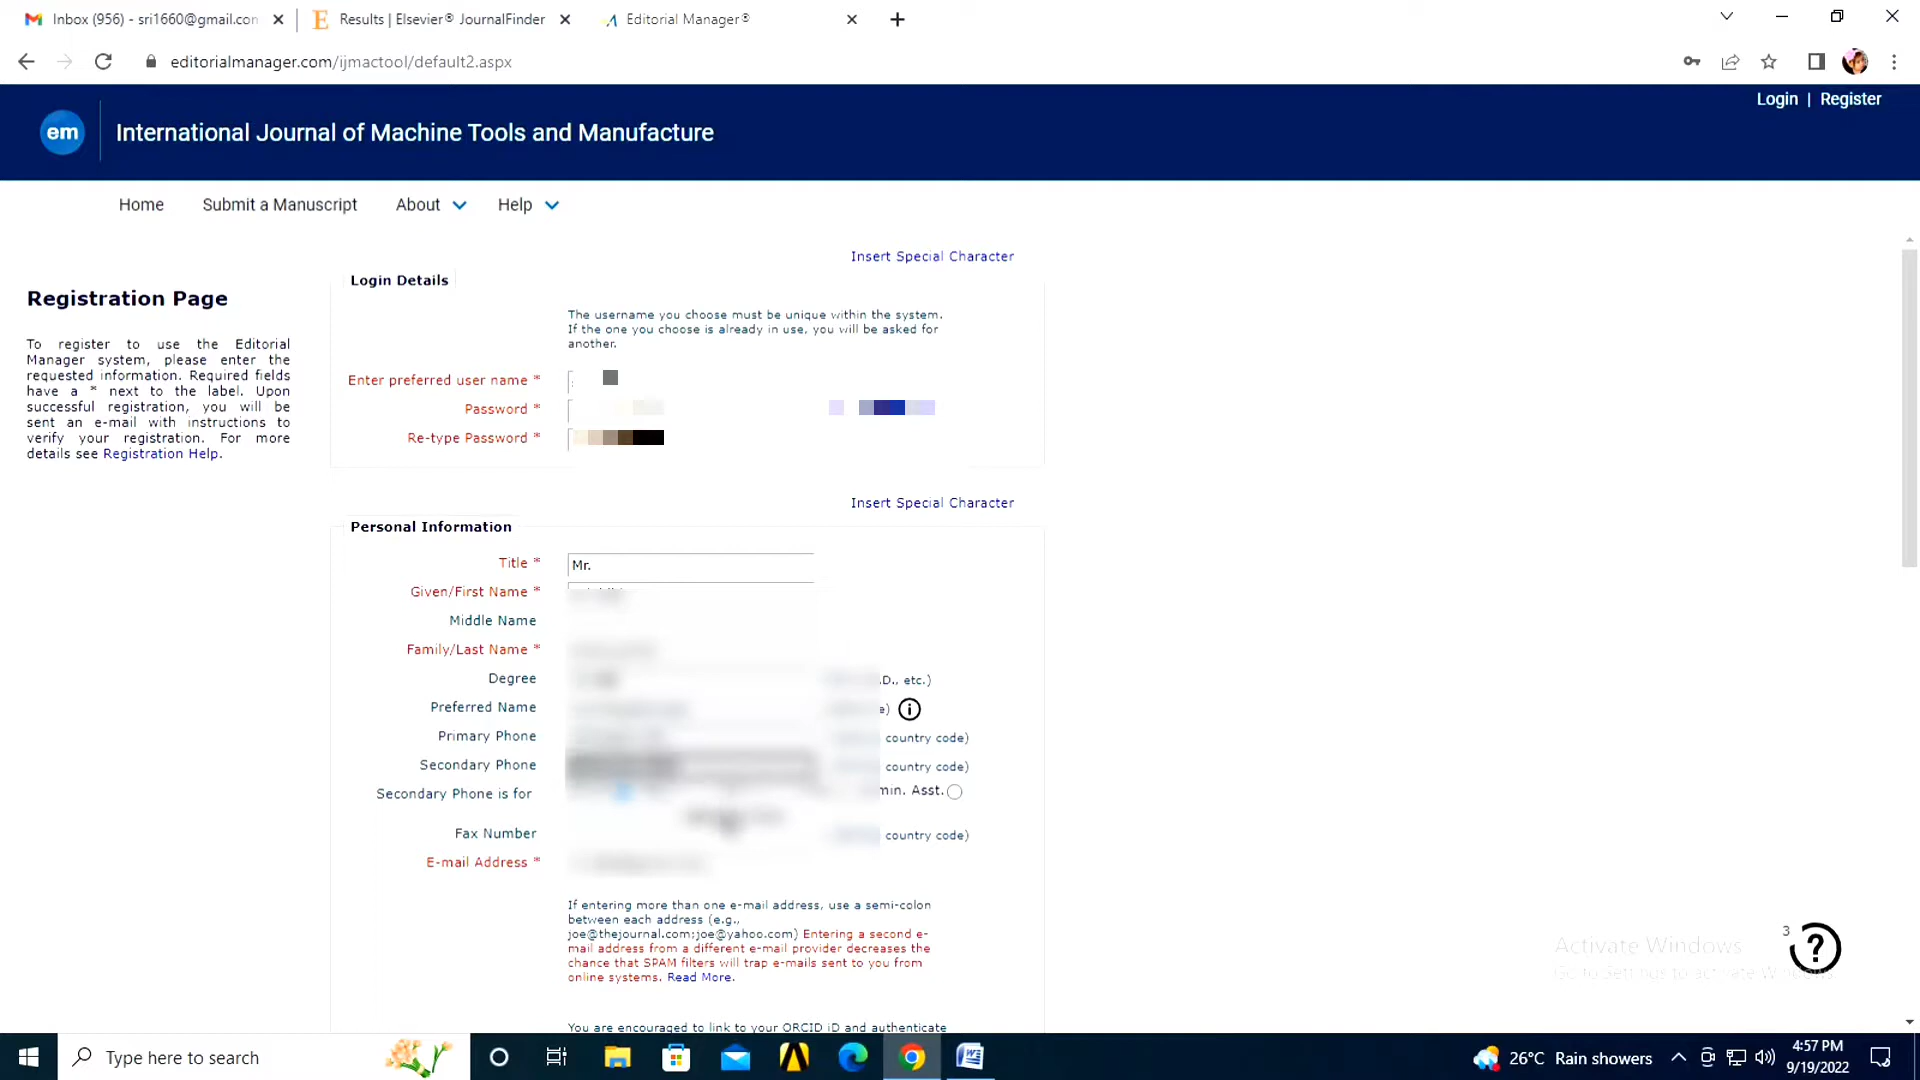 Inbox (956) - sri1660@gmail.com
Results | Elsevier® JournalFinder
Editorial Manager®
editorialmanager.com/ijmactool/default2.aspx
Login | Register
em
International Journal of Machine Tools and Manufacture
Home
Submit a Manuscript
About
Help
Insert Special Character
Login Details
Registration Page
To register to use the Editorial
Manager system, please enter the
requested information. Required fields
have a * next to the label. Upon
successful registration, you will be
sent an e-mail with instructions to
verify your registration. For more
details see Registration Help.
The username you choose must be unique within the system.
If the one you choose is already in use, you will be asked for
another.
Enter preferred user name *
Password *
Re-type Password *
Insert Special Character
Personal Information
Title *
Mr.
Given/First Name *
Middle Name
Family/Last Name *
Degree
.D., etc.)
Preferred Name
Primary Phone
country code)
Secondary Phone
country code)
Secondary Phone is for
min. Asst.
Fax Number
country code)
E-mail Address *
If entering more than one e-mail address, use a semi-colon
between each address (e.g.,
joe@thejournal.com;joe@yahoo.com) Entering a second e-
mail address from a different e-mail provider decreases the
chance that SPAM filters will trap e-mails sent to you from
online systems. Read More.
You are encouraged to link to your ORCID iD and authenticate
3
?
Activate Windows
Go to Settings to activate Windows.
Type here to search
26°C Rain showers
4:57 PM
9/19/2022